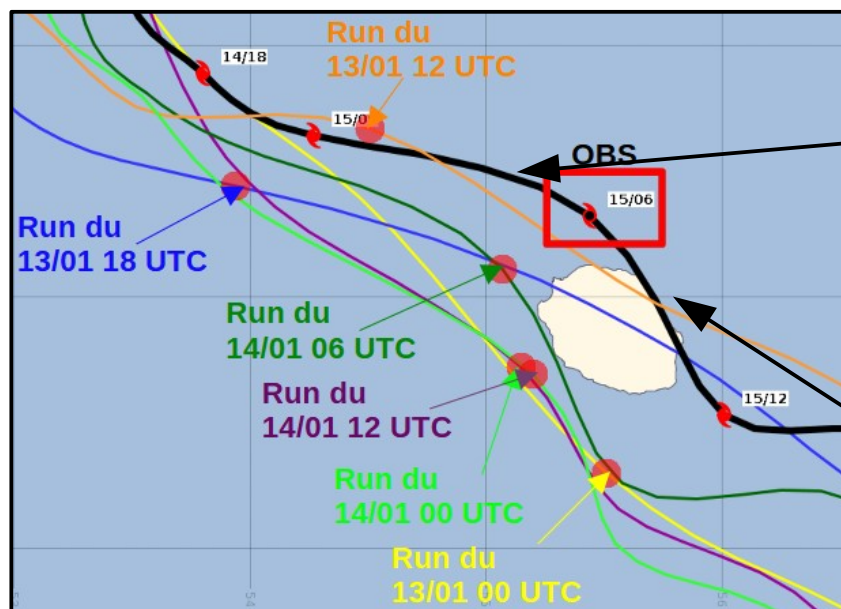 Run du
13/01 12 UTC
14/18
15/0
OBS
15/06
Run du
13/01 18 UTC
Run du
14/01 06 UTC
Run du
14/01 12 UTC
15/12
Run du
14/01 00 UTC
Run du
13/01 00 UTC
54
56